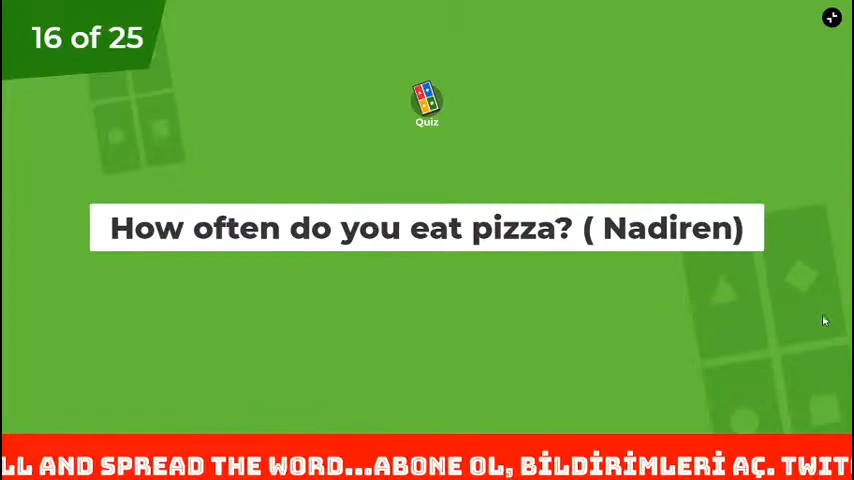 16 of 25
Quiz
How often do you eat pizza? ( Nadiren)
LL AND SPREAD THE WORD...ABONE OL, BİLDİRİMLERİ AÇ. TWIT